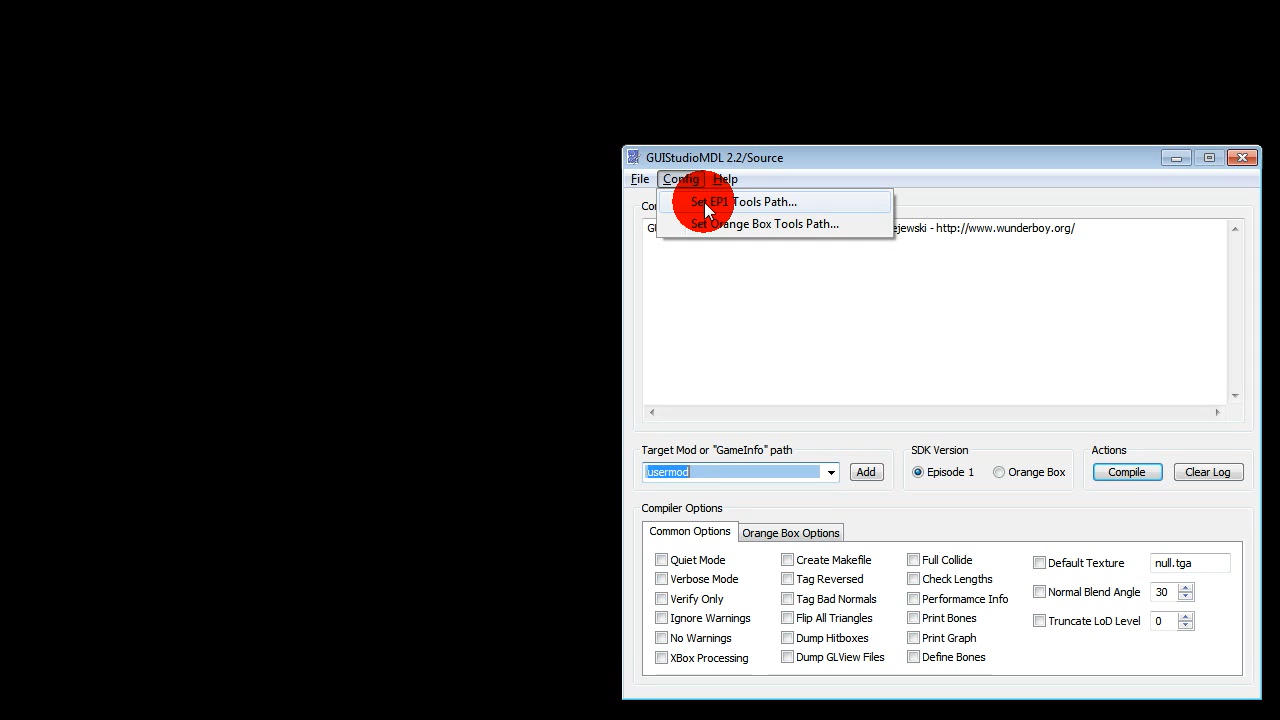 GUIStudioMDL 2.2/Source
File Config Help
Set EP1 Tools Path...
Set Orange Box Tools Path...
ejewski - http://www.wunderboy.org/
Target Mod or "GameInfo" path
usermod
Add
SDK Version
Episode 1
Orange Box
Actions
Compile
Clear Log
Compiler Options
Common Options
Orange Box Options
Quiet Mode
Verbose Mode
Verify Only
Ignore Warnings
No Warnings
XBox Processing
Create Makefile
Tag Reversed
Tag Bad Normals
Flip All Triangles
Dump Hitboxes
Dump GLView Files
Full Collide
Check Lengths
Performamce Info
Print Bones
Print Graph
Define Bones
Default Texture null.tga
Normal Blend Angle 30
Truncate LoD Level 0